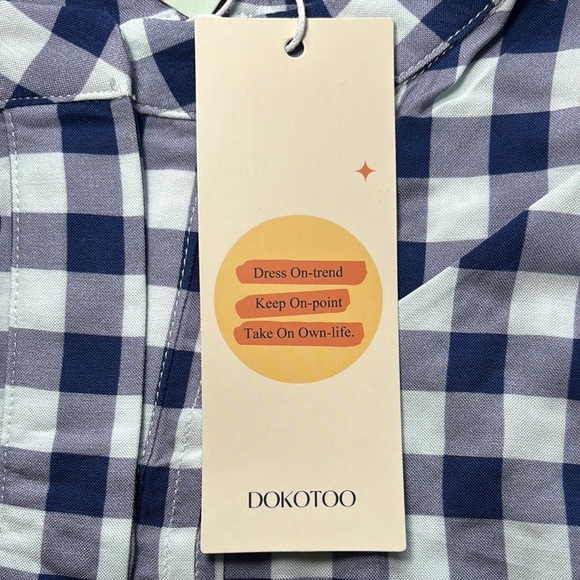 Dress On-trend
Keep On-point
Take On Own-life.
DOKOTOO